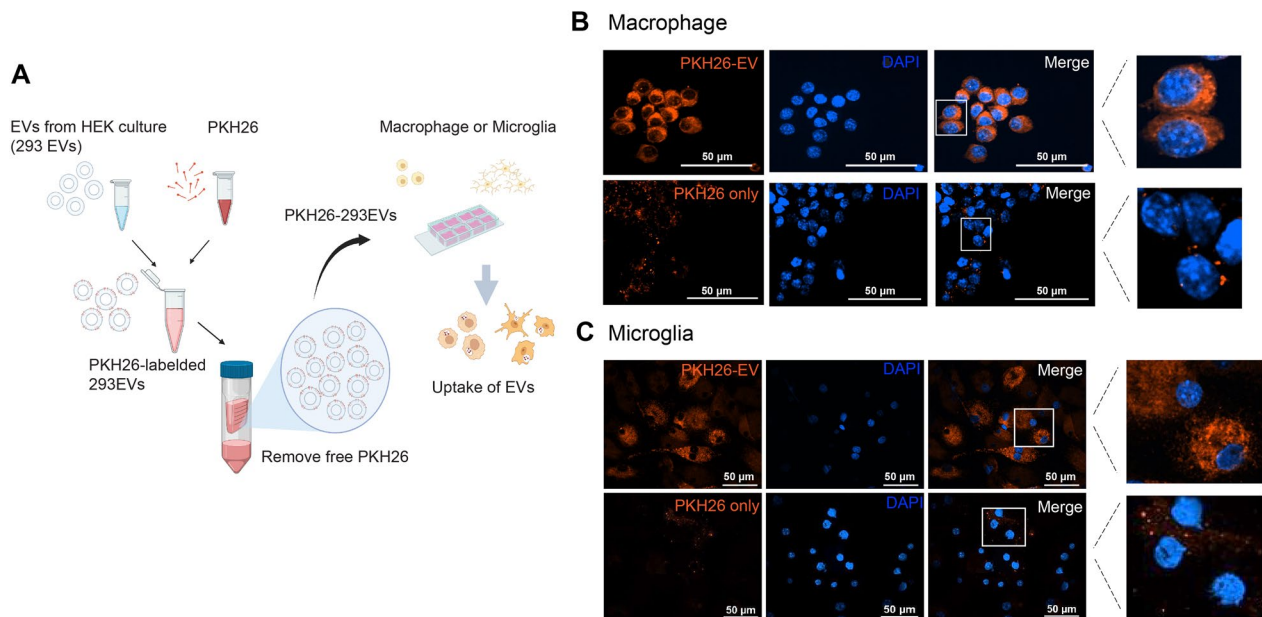 A
EVs from HEK culture
(293 EVs)
PKH26
Macrophage or Microglia
PKH26-293EVs
PKH26-labelded
293EVs
Remove free PKH26
Uptake of EVs
B Macrophage
PKH26-EV
DAPI
Merge
50 µm
50 µm
50 µm
PKH26 only
DAPI
Merge
50 µm
50 µm
50 µm
C Microglia
PKH26-EV
DAPI
Merge
50 µm
50 µm
50 µm
PKH26 only
DAPI
Merge
50 µm
50 µm
50 µm